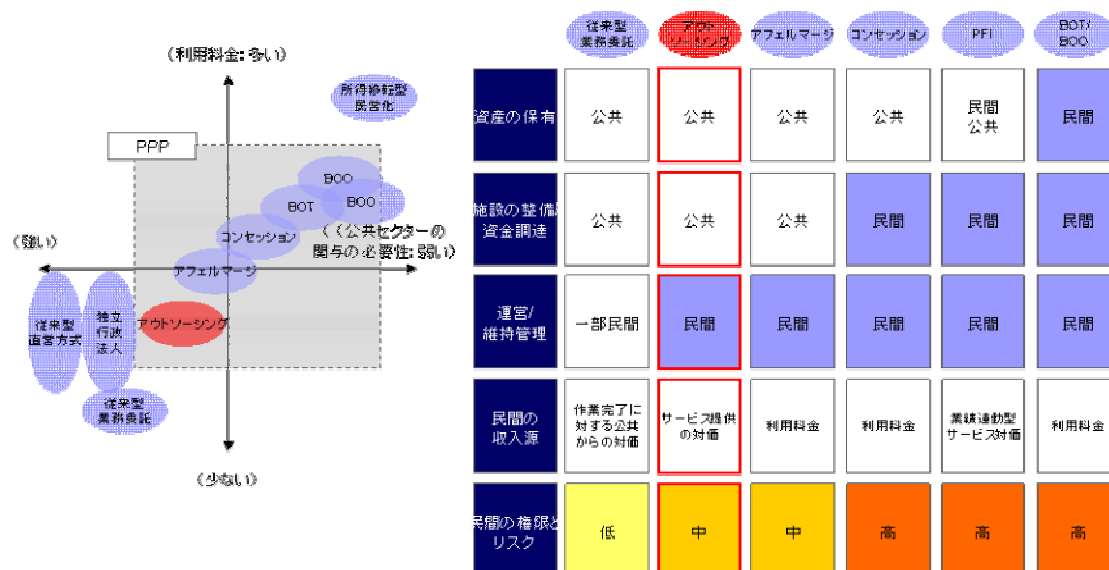 (利用料金:多い)
所得移転型
民営化
PPP
BOO
BOT
BOO
コンセッション
((公共セクターの
関与の必要性:弱い)
(強い)
アフェルマージ
従来型
直営方式
独立
行政
法人
アウトソーシング
従来型
業務委託
(少ない)
従来型
業務委託
アウト
ソーシング
アフェルマージ
コンセッション
PFI
BOT/
BOO
資産の保有
公共
公共
公共
公共
民間
公共
民間
施設の整備/
資金調達
公共
公共
公共
民間
民間
民間
運営/
維持管理
一部民間
民間
民間
民間
民間
民間
民間の
収入源
作業完了に
対する公共
からの対価
サービス提供
の対価
利用料金
利用料金
業績連動型
サービス対価
利用料金
民間の権限と
リスク
低
中
中
高
高
高